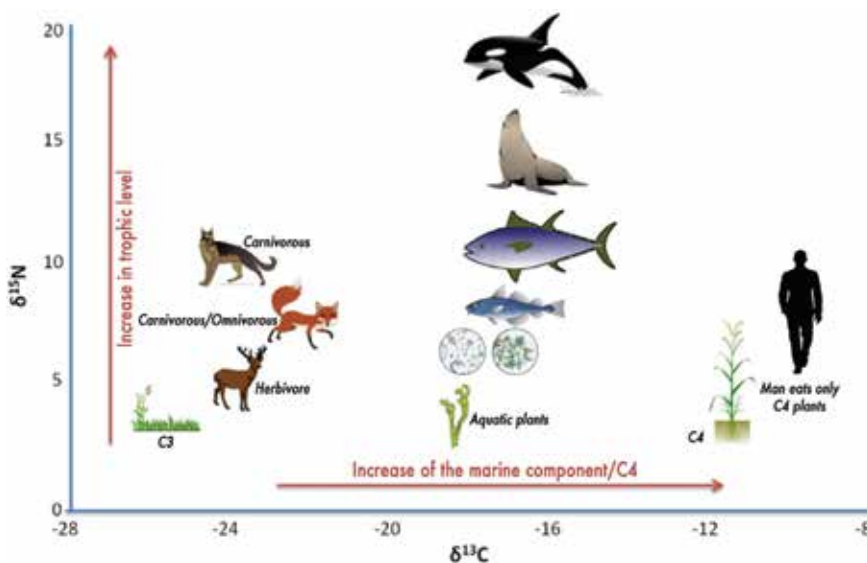 20
15
10
5
0
δ¹⁵N
Increase in trophic level
Carnivorous
Carnivorous/Omnivorous
Herbivore
C3
Aquatic plants
C4
Man eats only
C4 plants
Increase of the marine component/C4
-28
-24
-20
-16
-12
-8
δ¹³C